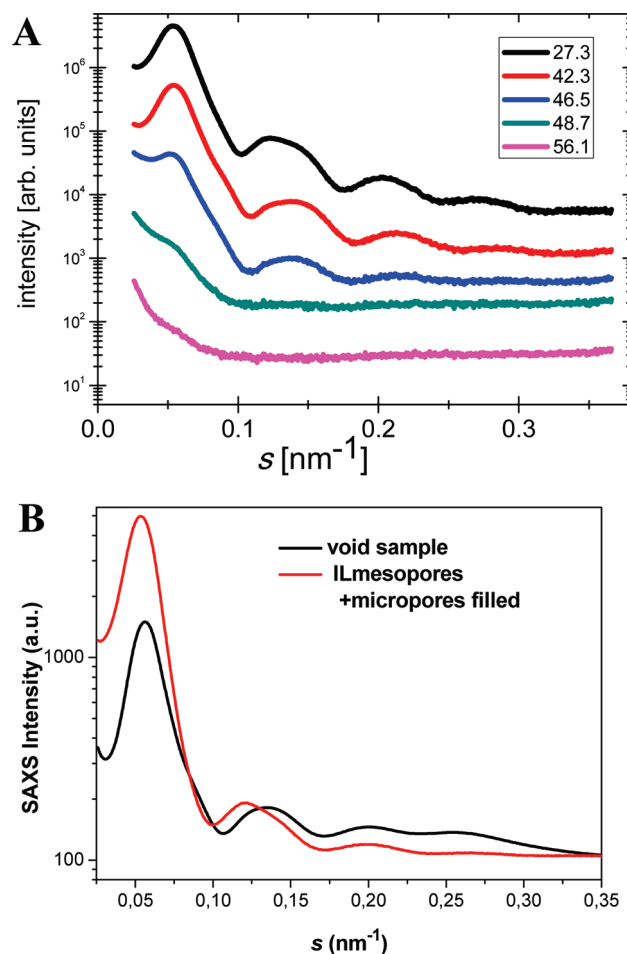 A
intensity [arb. units]
10⁶
10⁵
10⁴
10³
10²
10¹
27.3
42.3
46.5
48.7
56.1
0.0 0.1 0.2 0.3
s [nm⁻¹]
B
SAXS Intensity (a.u.)
1000
100
void sample
ILmesopores
+micropores filled
0,05 0,10 0,15 0,20 0,25 0,30 0,35
s (nm⁻¹)